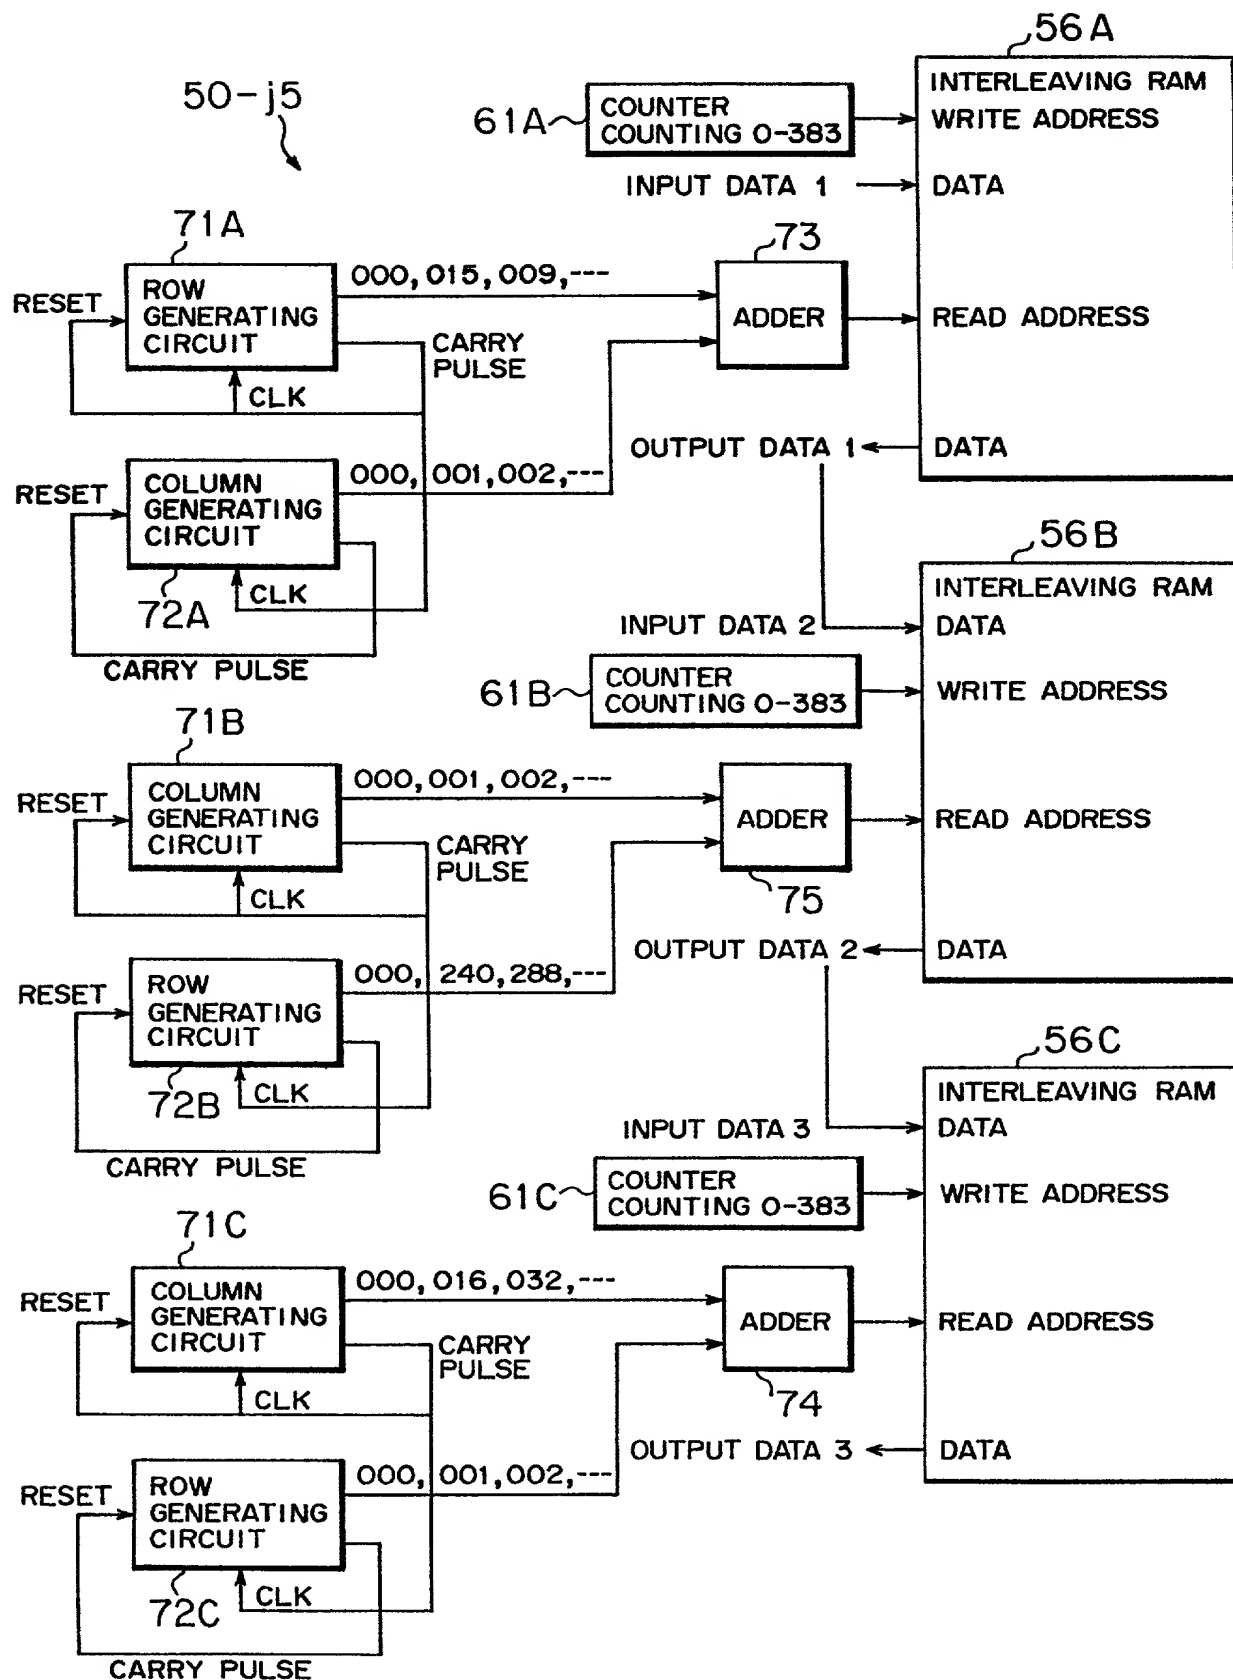 56A
50-j5
61A
COUNTER
COUNTING 0-383
INTERLEAVING RAM
WRITE ADDRESS
INPUT DATA 1
DATA
71A
73
ROW
GENERATING
CIRCUIT
RESET
000, 015, 009, ---
CARRY
PULSE
CLK
ADDER
READ ADDRESS
OUTPUT DATA 1
DATA
RESET
COLUMN
GENERATING
CIRCUIT
000, 001, 002, ---
72A
CLK
CARRY PULSE
56B
INTERLEAVING RAM
INPUT DATA 2
DATA
61B
COUNTER
COUNTING 0-383
WRITE ADDRESS
71B
COLUMN
GENERATING
CIRCUIT
RESET
000, 001, 002, ---
CARRY
PULSE
CLK
ADDER
75
READ ADDRESS
OUTPUT DATA 2
DATA
RESET
ROW
GENERATING
CIRCUIT
000, 240, 288, ---
72B
CLK
CARRY PULSE
56C
INTERLEAVING RAM
INPUT DATA 3
DATA
61C
COUNTER
COUNTING 0-383
WRITE ADDRESS
71C
COLUMN
GENERATING
CIRCUIT
RESET
000, 016, 032, ---
CARRY
PULSE
CLK
ADDER
74
READ ADDRESS
OUTPUT DATA 3
DATA
RESET
ROW
GENERATING
CIRCUIT
000, 001, 002, ---
72C
CLK
CARRY PULSE